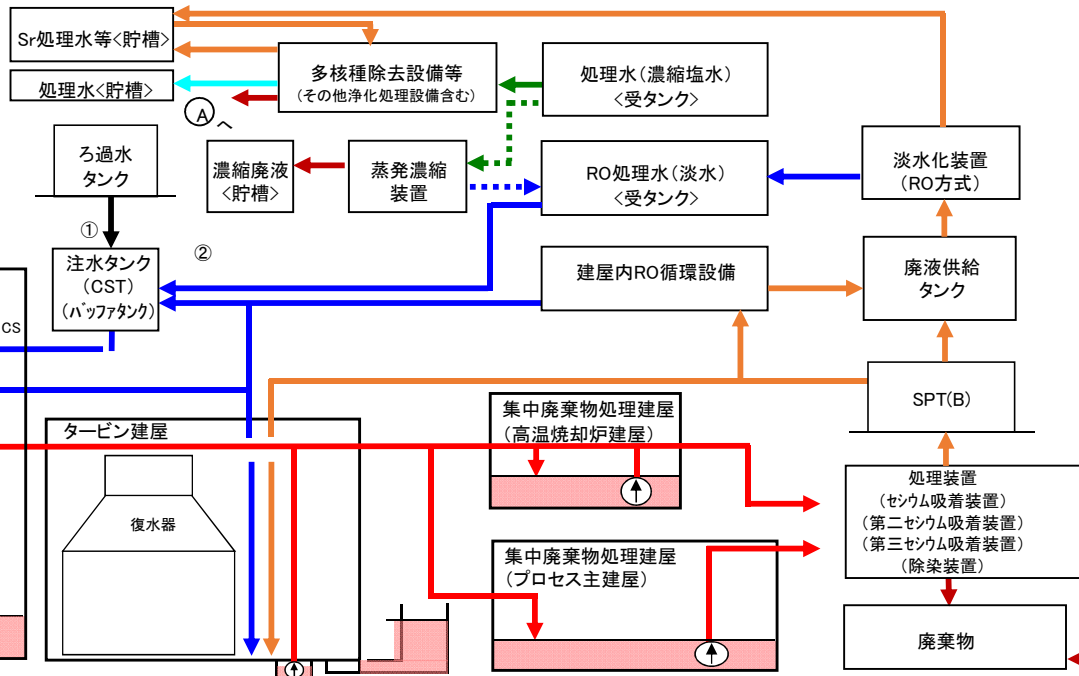 Sr処理水等<貯槽>
処理水<貯槽>
多核種除去設備等
(その他浄化処理設備含む)
処理水(濃縮塩水)
<受タンク>
A へ
ろ過水
タンク
濃縮廃液
<貯槽>
蒸発濃縮
装置
RO処理水(淡水)
<受タンク>
淡水化装置
(RO方式)
①
②
注水タンク
(CST)
(バッファタンク)
建屋内RO循環設備
廃液供給
タンク
CS
SPT(B)
タービン建屋
復水器
集中廃棄物処理建屋
(高温焼却炉建屋)
処理装置
(セシウム吸着装置)
(第二セシウム吸着装置)
(第三セシウム吸着装置)
(除染装置)
集中廃棄物処理建屋
(プロセス主建屋)
廃棄物